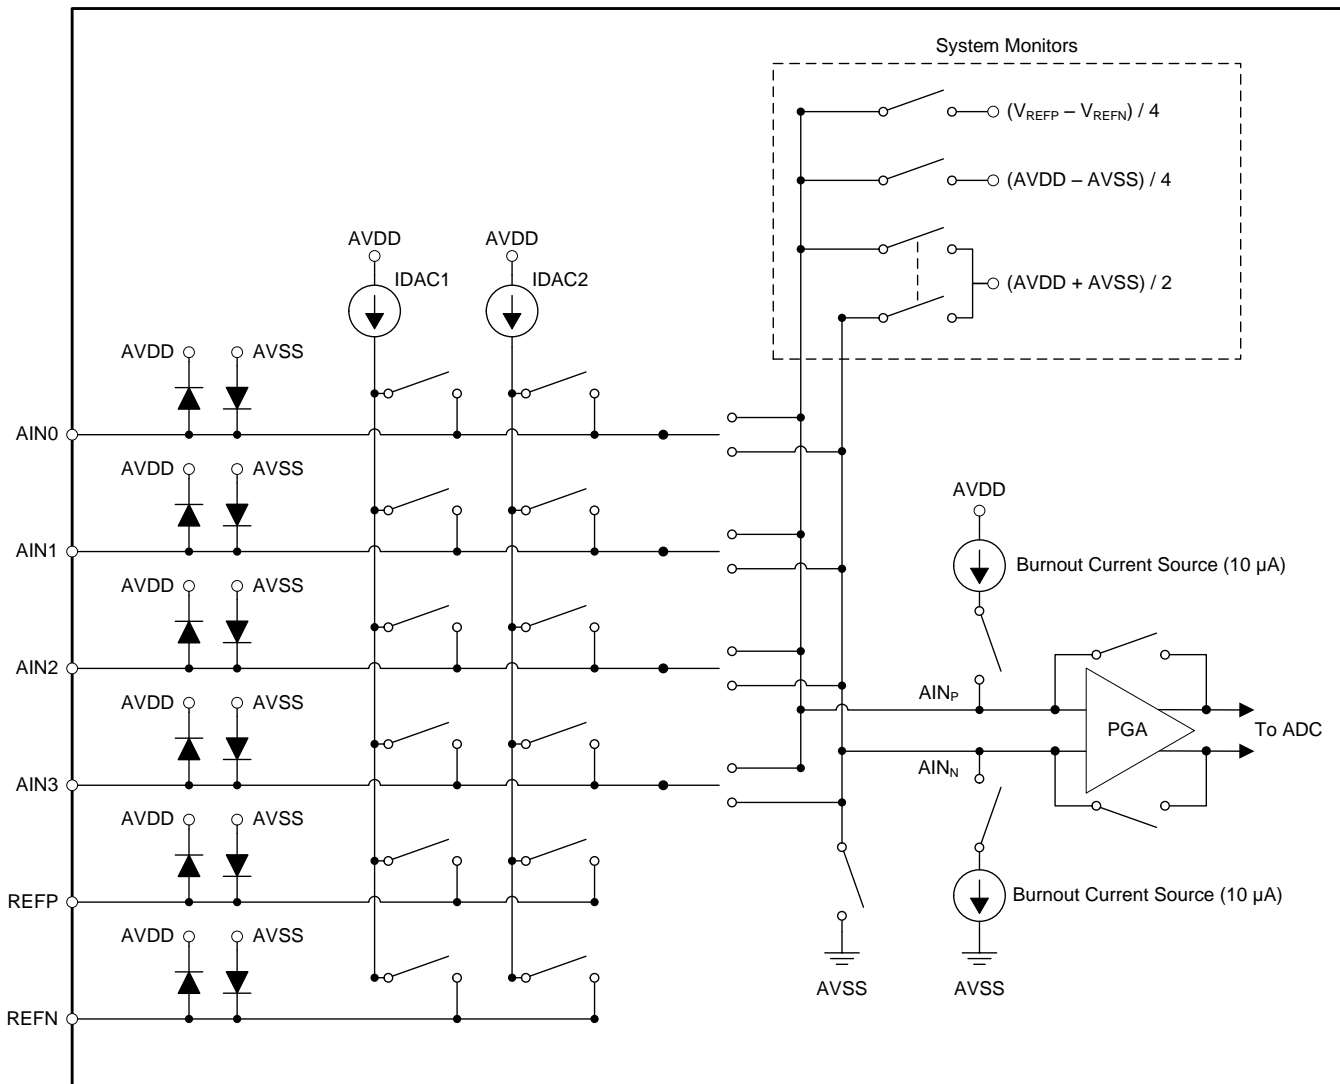 System Monitors
(VREFP – VREFN) / 4
(AVDD – AVSS) / 4
(AVDD + AVSS) / 2
AVDD
AVDD
IDAC1
IDAC2
AVDD
AVSS
AIN0
AVDD
AVSS
AIN1
AVDD
AVSS
AIN2
AVDD
AVSS
AIN3
AVDD
AVSS
REFP
AVDD
AVSS
REFN
AVDD
Burnout Current Source (10 µA)
AINP
PGA
To ADC
AINN
Burnout Current Source (10 µA)
AVSS
AVSS